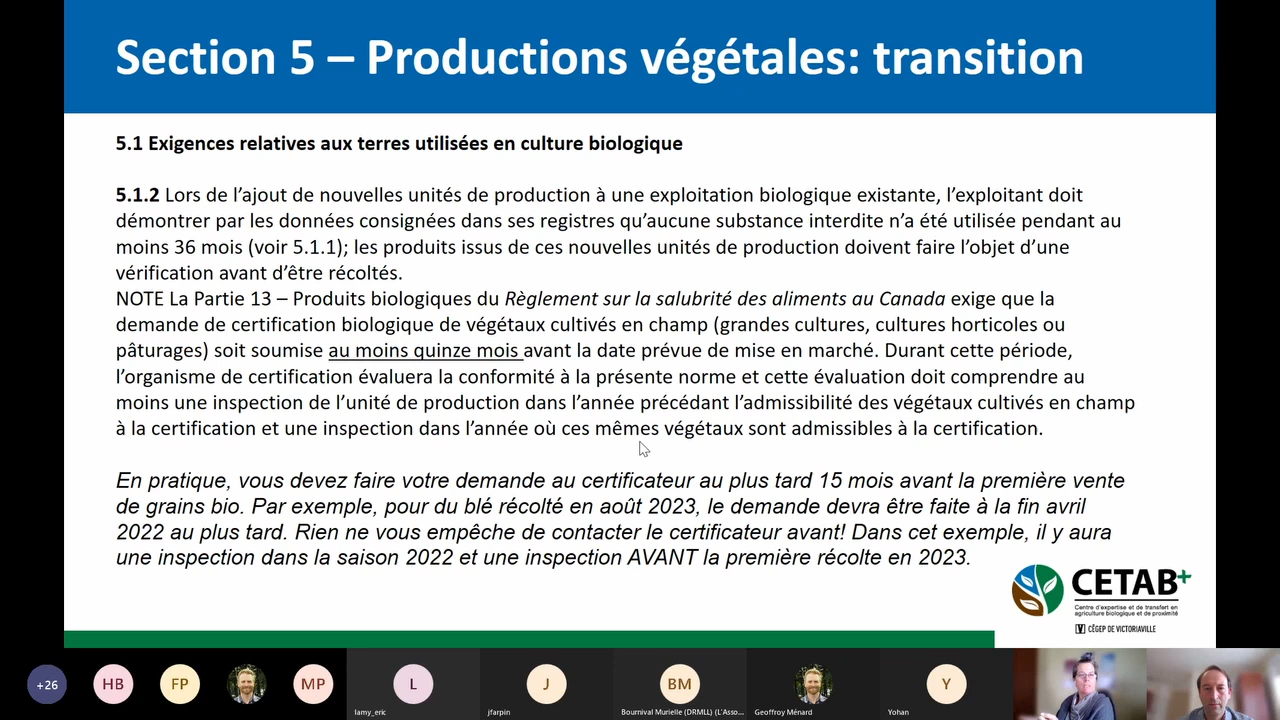 Section 5 – Productions végétales: transition
5.1 Exigences relatives aux terres utilisées en culture biologique
5.1.2 Lors de l’ajout de nouvelles unités de production à une exploitation biologique existante, l’exploitant doit
démontrer par les données consignées dans ses registres qu’aucune substance interdite n’a été utilisée pendant au
moins 36 mois (voir 5.1.1); les produits issus de ces nouvelles unités de production doivent faire l’objet d’une
vérification avant d’être récoltés.
NOTE La Partie 13 – Produits biologiques du Règlement sur la salubrité des aliments au Canada exige que la
demande de certification biologique de végétaux cultivés en champ (grandes cultures, cultures horticoles ou
pâturages) soit soumise au moins quinze mois avant la date prévue de mise en marché. Durant cette période,
l’organisme de certification évaluera la conformité à la présente norme et cette évaluation doit comprendre au
moins une inspection de l’unité de production dans l’année précédant l’admissibilité des végétaux cultivés en champ
à la certification et une inspection dans l’année où ces mêmes végétaux sont admissibles à la certification.
En pratique, vous devez faire votre demande au certificateur au plus tard 15 mois avant la première vente
de grains bio. Par exemple, pour du blé récolté en août 2023, le demande devra être faite à la fin avril
2022 au plus tard. Rien ne vous empêche de contacter le certificateur avant! Dans cet exemple, il y aura
une inspection dans la saison 2022 et une inspection AVANT la première récolte en 2023.
CETAB+
Centre d'expertise et de transfert en
agriculture biologique et de proximité
CÉGEP DE VICTORIAVILLE
+26
HB
FP
MP
L
J
BM
Y
lamy_eric
jfarpin
Bournival Murielle (DRMLL) (L'Asso...
Geoffroy Ménard
Yohan